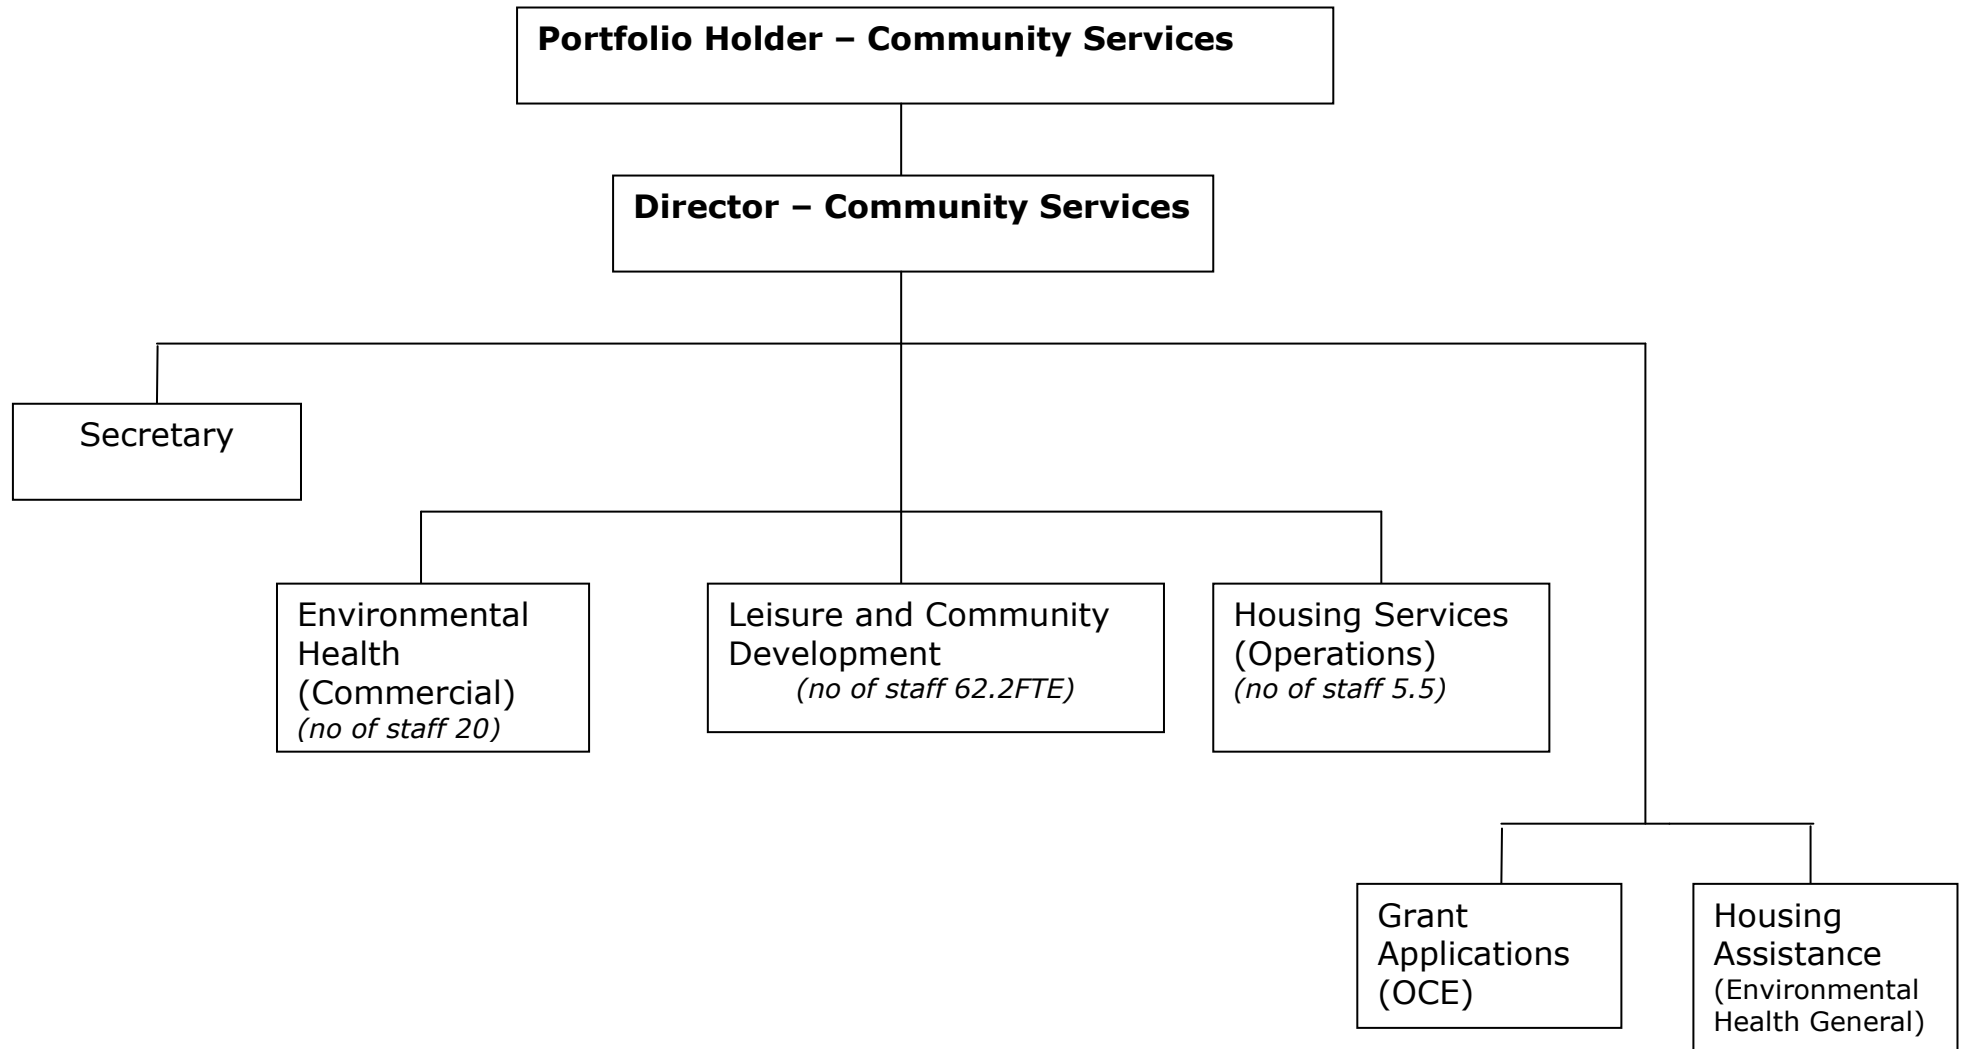 Portfolio Holder – Community Services
Director – Community Services
Secretary
Environmental
Health
(Commercial)
(no of staff 20)
Leisure and Community
Development
(no of staff 62.2FTE)
Housing Services
(Operations)
(no of staff 5.5)
Grant
Applications
(OCE)
Housing
Assistance
(Environmental
Health General)